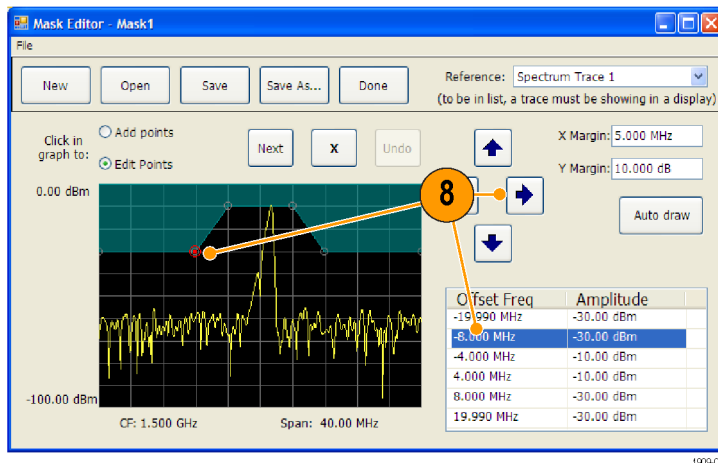 Mask Editor - Mask1
File
New
Open
Save
Save As...
Done
Reference:
Spectrum Trace 1
(to be in list, a trace must be showing in a display)
Click in
graph to:
Add points
Edit Points
Next
X
Undo
X Margin:
5.000 MHz
Y Margin:
10.000 dB
Auto draw
8
0.00 dBm
-100.00 dBm
CF: 1.500 GHz
Span: 40.00 MHz
Offset Freq Amplitude
-19.990 MHz -30.00 dBm
-8.000 MHz -30.00 dBm
-4.000 MHz -10.00 dBm
4.000 MHz -10.00 dBm
8.000 MHz -30.00 dBm
19.990 MHz -30.00 dBm